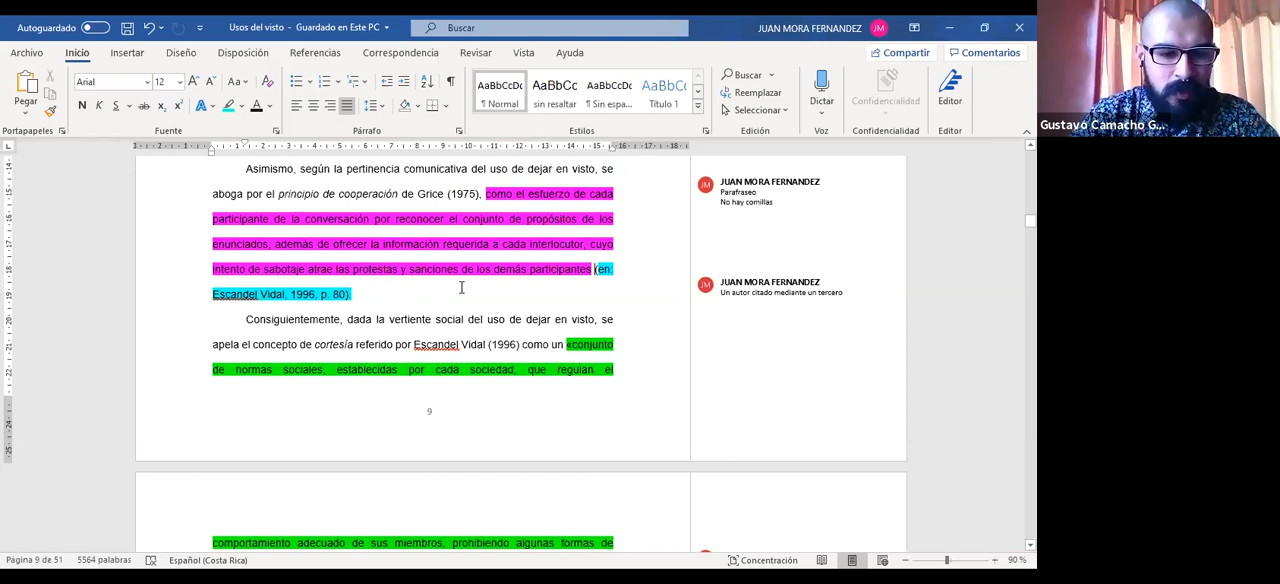 Autoguardado
Usos del visto - Guardado en Este PC
Buscar
JUAN MORA FERNANDEZ
JM
Archivo Inicio Insertar Diseño Disposición Referencias Correspondencia Revisar Vista Ayuda
Compartir
Comentarios
Arial
12
Pegar
N K S ab x₂ x²
AaBbCcDc AaBbCc AaBbCcDc AaBbCcD
¶ Normal sin resaltar ¶ Sin espa... Título 1
Buscar
Reemplazar
Seleccionar
Dictar
Confidencialidad
Editor
Portapapeles Fuente Párrafo Estilos Edición Voz Confidencialidad Editor
Gustavo Camacho G...
Asimismo, según la pertinencia comunicativa del uso de dejar en visto, se
aboga por el principio de cooperación de Grice (1975), como el esfuerzo de cada
participante de la conversación por reconocer el conjunto de propósitos de los
enunciados, además de ofrecer la información requerida a cada interlocutor, cuyo
intento de sabotaje atrae las protestas y sanciones de los demás participantes (en:
Escandel Vidal, 1996, p. 80).
Consiguientemente, dada la vertiente social del uso de dejar en visto, se
apela el concepto de cortesía referido por Escandel Vidal (1996) como un «conjunto
de normas sociales, establecidas por cada sociedad, que regulan el
9
comportamiento adecuado de sus miembros, prohibiendo algunas formas de
JM
JUAN MORA FERNANDEZ
Parafraseo
No hay comillas
JM
JUAN MORA FERNANDEZ
Un autor citado mediante un tercero
Página 9 de 51 5564 palabras Español (Costa Rica) Concentración 90 %